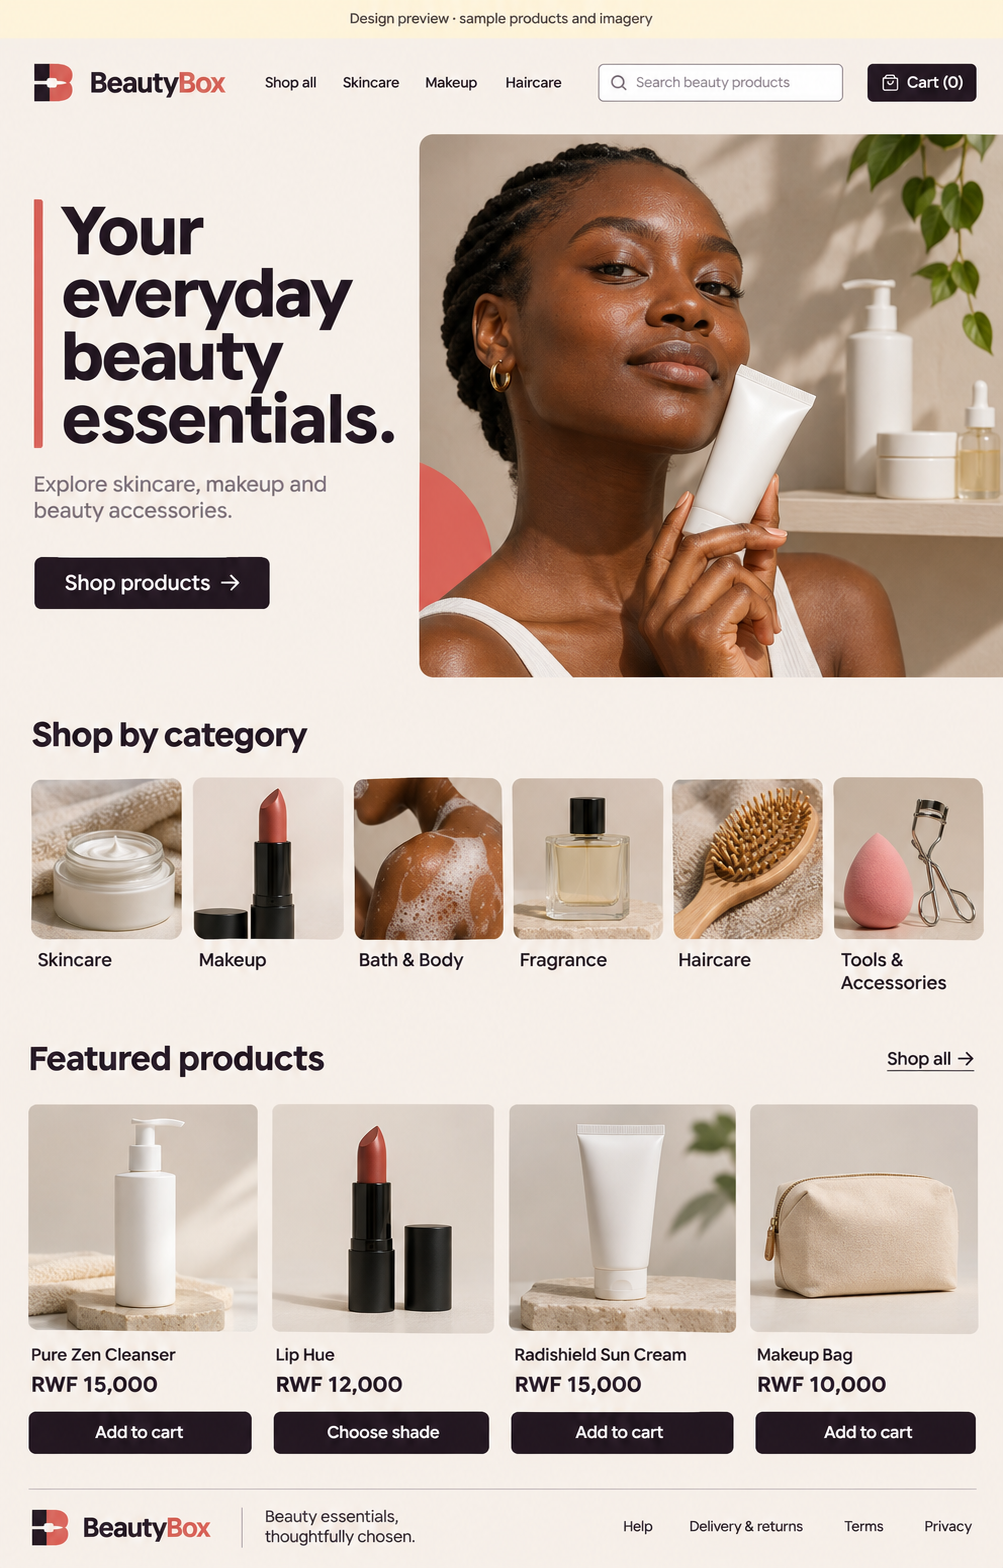 Design preview · sample products and imagery
BeautyBox
Shop all
Skincare
Makeup
Haircare
Search beauty products
Cart (0)
Your
everyday
beauty
essentials.
Explore skincare, makeup and
beauty accessories.
Shop products →
Shop by category
Skincare
Makeup
Bath & Body
Fragrance
Haircare
Tools &
Accessories
Featured products
Shop all →
Pure Zen Cleanser
RWF 15,000
Add to cart
Lip Hue
RWF 12,000
Choose shade
Radishield Sun Cream
RWF 15,000
Add to cart
Makeup Bag
RWF 10,000
Add to cart
BeautyBox
Beauty essentials,
thoughtfully chosen.
Help
Delivery & returns
Terms
Privacy